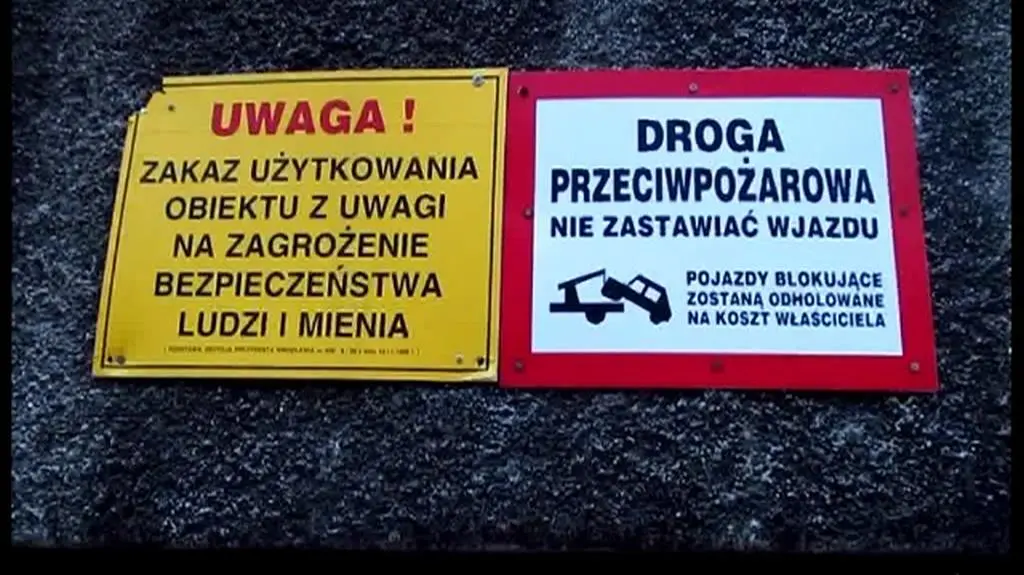 UWAGA !
ZAKAZ UŻYTKOWANIA
OBIEKTU Z UWAGI
NA ZAGROŻENIE
BEZPIECZEŃSTWA
LUDZI I MIENIA
DROGA
PRZECIWPOŻAROWA
NIE ZASTAWIAĆ WJAZDU
POJAZDY BLOKUJĄCE
ZOSTANĄ ODHOLOWANE
NA KOSZT WŁAŚCICIELA